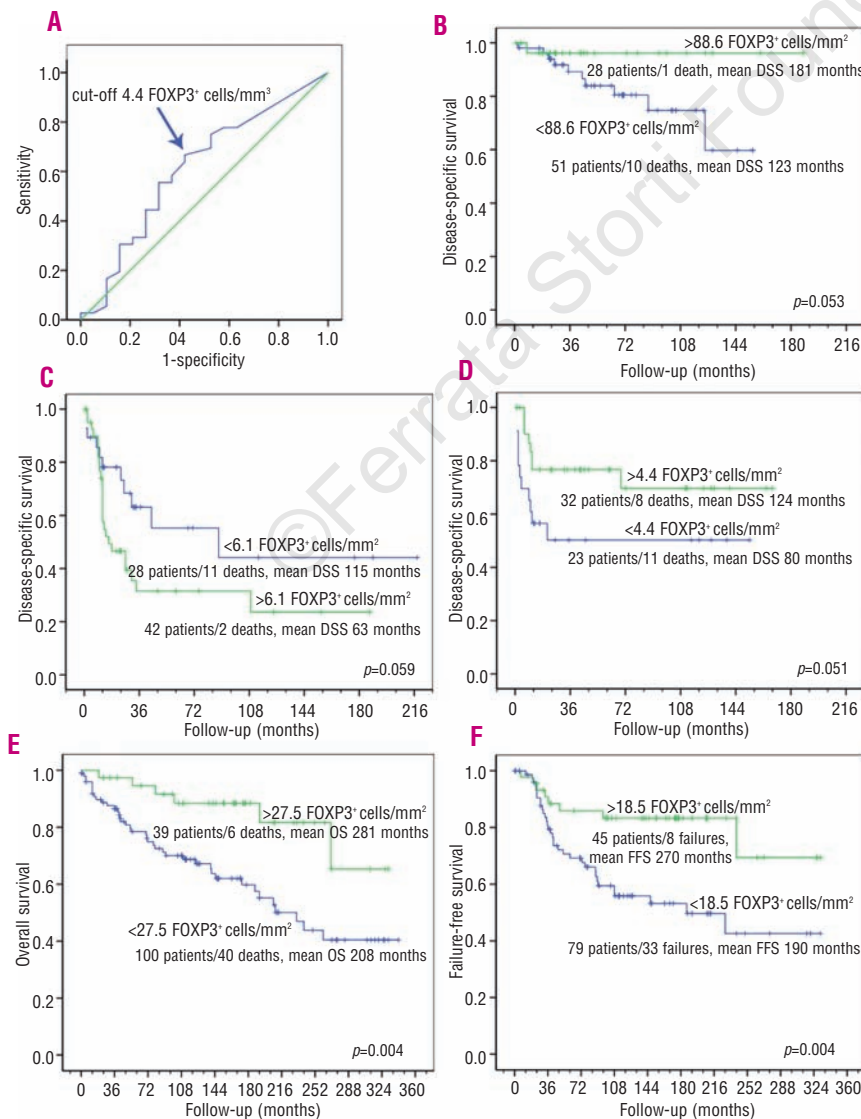 A
1.0
0.8
0.6
0.4
0.2
0.0
Sensitivity
cut-off 4.4 FOXP3⁺ cells/mm³
0.0 0.2 0.4 0.6 0.8 1.0
1-specificity
B
1.0
0.8
0.6
0.4
0.2
0.0
Disease-specific survival
>88.6 FOXP3⁺cells/mm²
28 patients/1 death, mean DSS 181 months
<88.6 FOXP3⁺cells/mm²
51 patients/10 deaths, mean DSS 123 months
p=0.053
0 36 72 108 144 180 216
Follow-up (months)
C
1.0
0.8
0.6
0.4
0.2
0.0
Disease-specific survival
<6.1 FOXP3⁺cells/mm²
28 patients/11 deaths, mean DSS 115 months
>6.1 FOXP3⁺cells/mm²
42 patients/2 deaths, mean DSS 63 months
p=0.059
0 36 72 108 144 180 216
Follow-up (months)
D
1.0
0.8
0.6
0.4
0.2
0.0
Disease-specific survival
>4.4 FOXP3⁺cells/mm²
32 patients/8 deaths, mean DSS 124 months
<4.4 FOXP3⁺cells/mm²
23 patients/11 deaths, mean DSS 80 months
p=0.051
0 36 72 108 144 180 216
Follow-up (months)
E
1.0
0.8
0.6
0.4
0.2
0.0
Overall survival
>27.5 FOXP3⁺cells/mm²
39 patients/6 deaths, mean OS 281 months
<27.5 FOXP3⁺cells/mm²
100 patients/40 deaths, mean OS 208 months
p=0.004
0 36 72 108 144 180 216 252 288 324 360
Follow-up (months)
F
1.0
0.8
0.6
0.4
0.2
0.0
Failure-free survival
>18.5 FOXP3⁺cells/mm²
45 patients/8 failures,
mean FFS 270 months
<18.5 FOXP3⁺cells/mm²
79 patients/33 failures, mean FFS 190 months
p=0.004
0 36 72 108 144 180 216 252 288 324 360
Follow-up (months)
©Ferrata Storti Foun